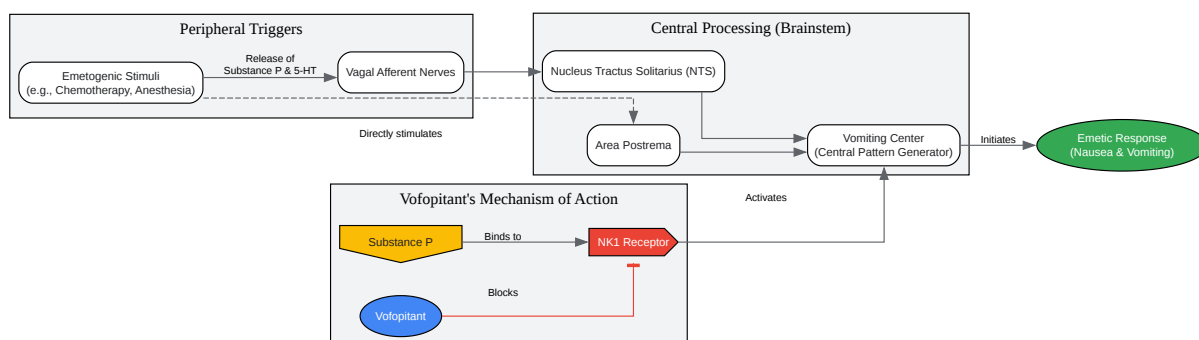 Peripheral Triggers
Emetogenic Stimuli
(e.g., Chemotherapy, Anesthesia)
Release of
Substance P & 5-HT
Vagal Afferent Nerves
Directly stimulates
Central Processing (Brainstem)
Nucleus Tractus Solitarius (NTS)
Area Postrema
Vomiting Center
(Central Pattern Generator)
Initiates
Emetic Response
(Nausea & Vomiting)
Vofopitant's Mechanism of Action
Substance P
Binds to
NK1 Receptor
Activates
Blocks
Vofopitant